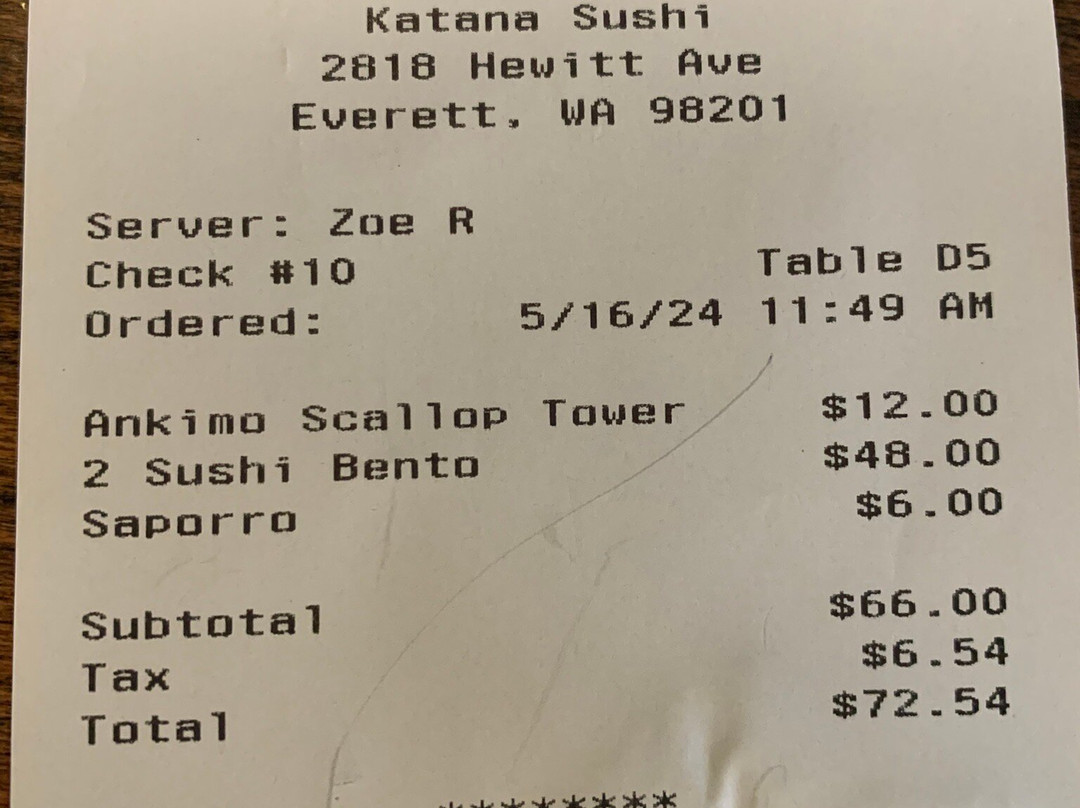 Katana Sushi
2818 Hewitt Ave
Everett, WA 98201
Server: Zoe R
Check #10 Table D5
Ordered: 5/16/24 11:49 AM
Ankimo Scallop Tower $12.00
2 Sushi Bento $48.00
Saporro $6.00
Subtotal $66.00
Tax $6.54
Total $72.54
********